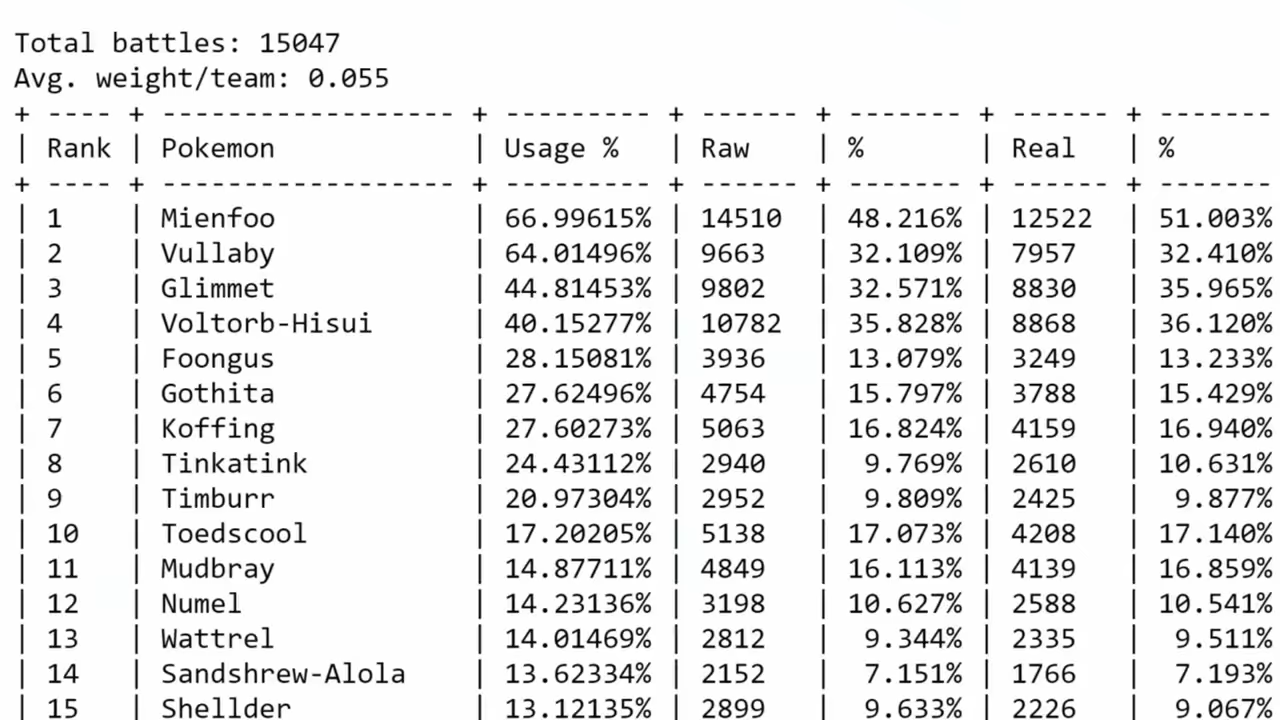 Total battles: 15047
Avg. weight/team: 0.055
+ ---- + ------------------ + --------- + ------ + ------- + ------ + -------
| Rank | Pokemon | Usage % | Raw | % | Real | %
+ ---- + ------------------ + --------- + ------ + ------- + ------ + -------
| 1 | Mienfoo | 66.99615% | 14510 | 48.216% | 12522 | 51.003%
| 2 | Vullaby | 64.01496% | 9663 | 32.109% | 7957 | 32.410%
| 3 | Glimmet | 44.81453% | 9802 | 32.571% | 8830 | 35.965%
| 4 | Voltorb-Hisui | 40.15277% | 10782 | 35.828% | 8868 | 36.120%
| 5 | Foongus | 28.15081% | 3936 | 13.079% | 3249 | 13.233%
| 6 | Gothita | 27.62496% | 4754 | 15.797% | 3788 | 15.429%
| 7 | Koffing | 27.60273% | 5063 | 16.824% | 4159 | 16.940%
| 8 | Tinkatink | 24.43112% | 2940 | 9.769% | 2610 | 10.631%
| 9 | Timburr | 20.97304% | 2952 | 9.809% | 2425 | 9.877%
| 10 | Toedscool | 17.20205% | 5138 | 17.073% | 4208 | 17.140%
| 11 | Mudbray | 14.87711% | 4849 | 16.113% | 4139 | 16.859%
| 12 | Numel | 14.23136% | 3198 | 10.627% | 2588 | 10.541%
| 13 | Wattrel | 14.01469% | 2812 | 9.344% | 2335 | 9.511%
| 14 | Sandshrew-Alola | 13.62334% | 2152 | 7.151% | 1766 | 7.193%
| 15 | Shellder | 13.12135% | 2899 | 9.633% | 2226 | 9.067%